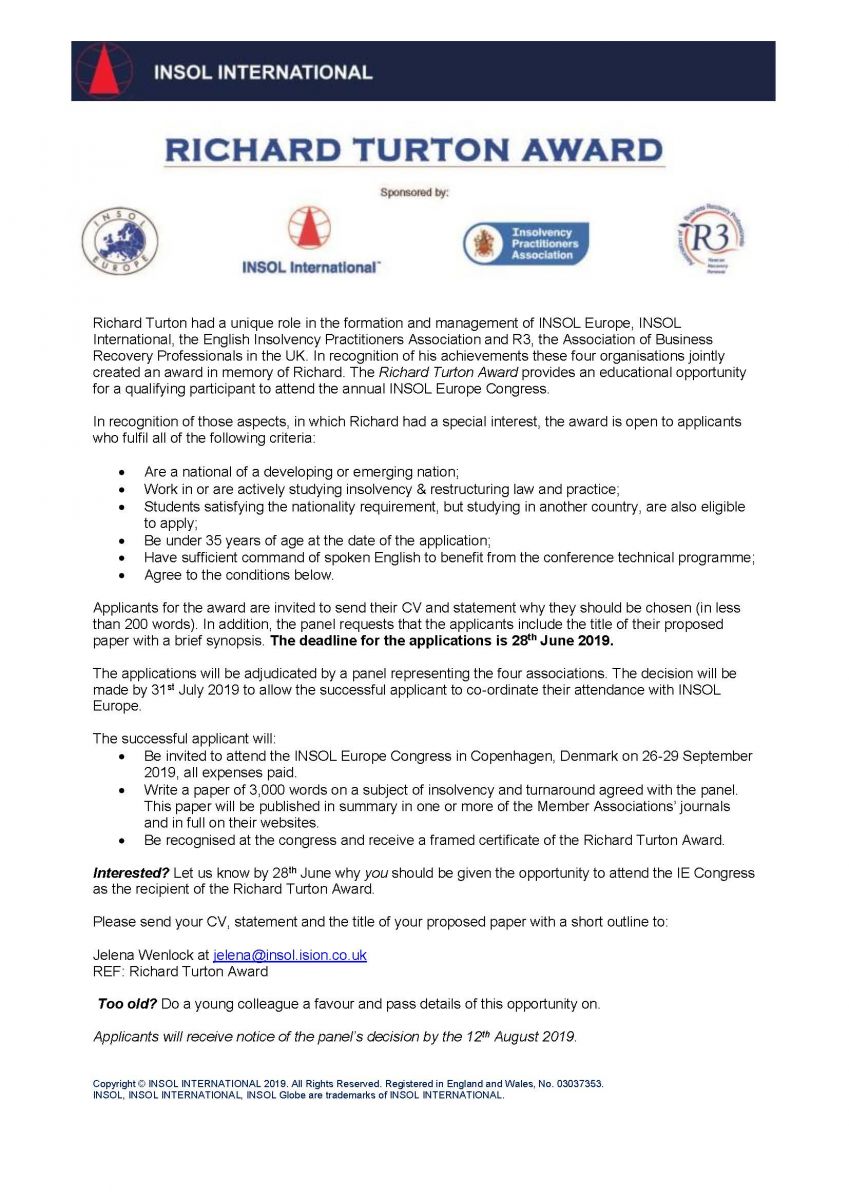 INSOL INTERNATIONAL
RICHARD TURTON AWARD
Sponsored by:
INSOL
EUROPE
INSOL International™
Insolvency
Practitioners
Association
Association of Business Recovery Professionals
R3
Rescue
Recovery
Renewal
Richard Turton had a unique role in the formation and management of INSOL Europe, INSOL
International, the English Insolvency Practitioners Association and R3, the Association of Business
Recovery Professionals in the UK. In recognition of his achievements these four organisations jointly
created an award in memory of Richard. The Richard Turton Award provides an educational opportunity
for a qualifying participant to attend the annual INSOL Europe Congress.
In recognition of those aspects, in which Richard had a special interest, the award is open to applicants
who fulfil all of the following criteria:
• Are a national of a developing or emerging nation;
• Work in or are actively studying insolvency & restructuring law and practice;
• Students satisfying the nationality requirement, but studying in another country, are also eligible
to apply;
• Be under 35 years of age at the date of the application;
• Have sufficient command of spoken English to benefit from the conference technical programme;
• Agree to the conditions below.
Applicants for the award are invited to send their CV and statement why they should be chosen (in less
than 200 words). In addition, the panel requests that the applicants include the title of their proposed
paper with a brief synopsis. The deadline for the applications is 28th June 2019.
The applications will be adjudicated by a panel representing the four associations. The decision will be
made by 31st July 2019 to allow the successful applicant to co-ordinate their attendance with INSOL
Europe.
The successful applicant will:
• Be invited to attend the INSOL Europe Congress in Copenhagen, Denmark on 26-29 September
2019, all expenses paid.
• Write a paper of 3,000 words on a subject of insolvency and turnaround agreed with the panel.
This paper will be published in summary in one or more of the Member Associations' journals
and in full on their websites.
• Be recognised at the congress and receive a framed certificate of the Richard Turton Award.
Interested? Let us know by 28th June why you should be given the opportunity to attend the IE Congress
as the recipient of the Richard Turton Award.
Please send your CV, statement and the title of your proposed paper with a short outline to:
Jelena Wenlock at jelena@insol.ision.co.uk
REF: Richard Turton Award
Too old? Do a young colleague a favour and pass details of this opportunity on.
Applicants will receive notice of the panel's decision by the 12th August 2019.
Copyright © INSOL INTERNATIONAL 2019. All Rights Reserved. Registered in England and Wales, No. 03037353.
INSOL, INSOL INTERNATIONAL, INSOL Globe are trademarks of INSOL INTERNATIONAL.